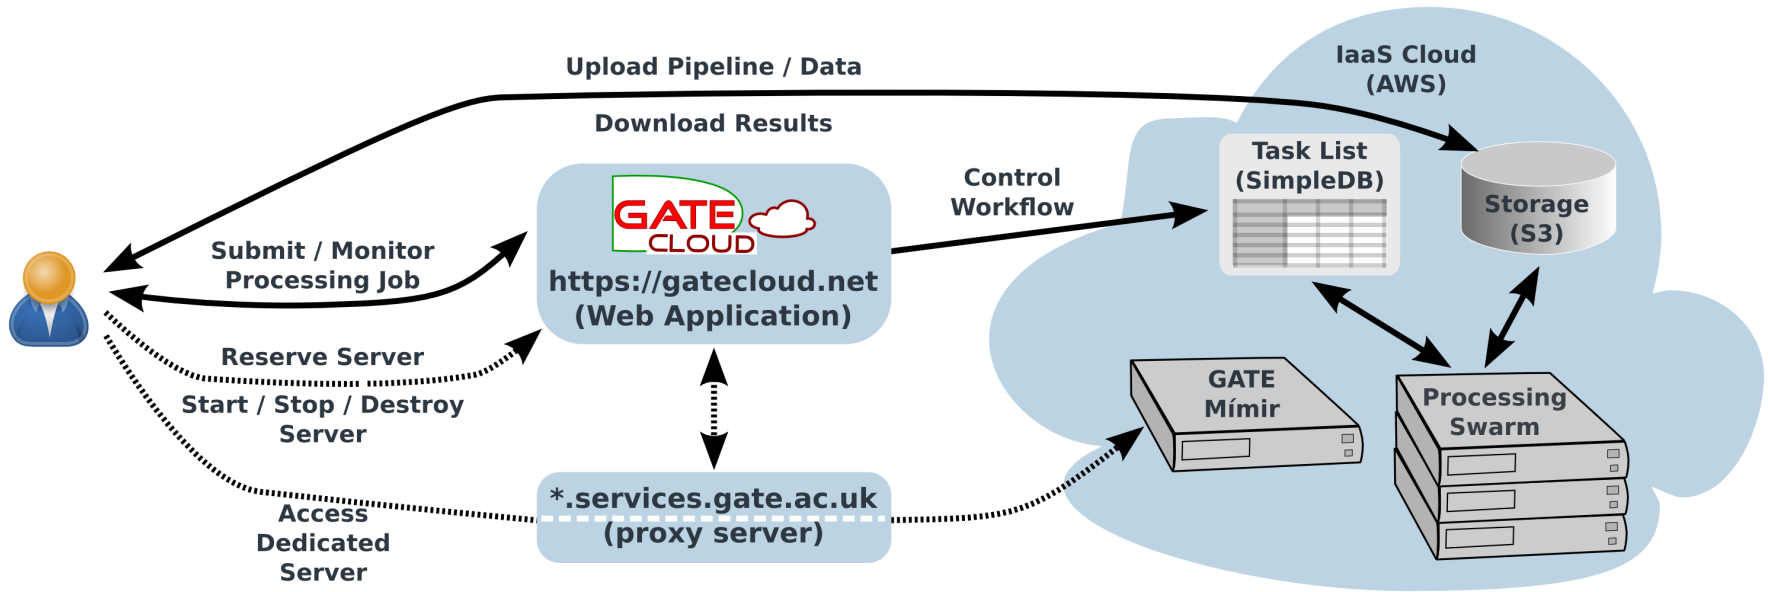 Upload Pipeline / Data
Download Results
IaaS Cloud
(AWS)
Task List
(SimpleDB)
Storage
(S3)
Control
Workflow
GATE
CLOUD
https://gatecloud.net
(Web Application)
Submit / Monitor
Processing Job
Reserve Server
Start / Stop / Destroy
Server
Access
Dedicated
Server
*.services.gate.ac.uk
(proxy server)
GATE
Mímir
Processing
Swarm